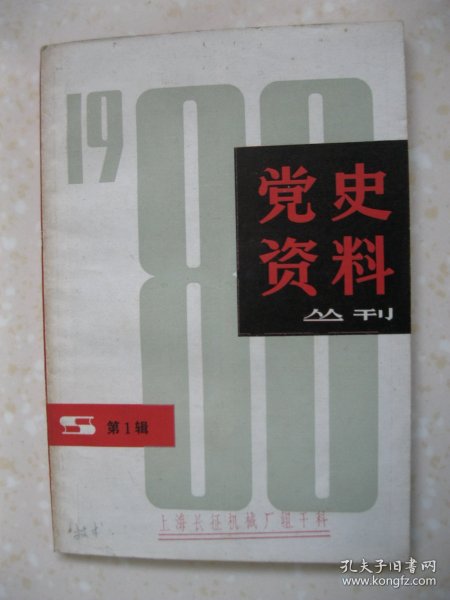 1980
党史
资料
丛刊
第1辑
上海长征机械厂组干科
孔夫子旧书网
www.kongfz.com